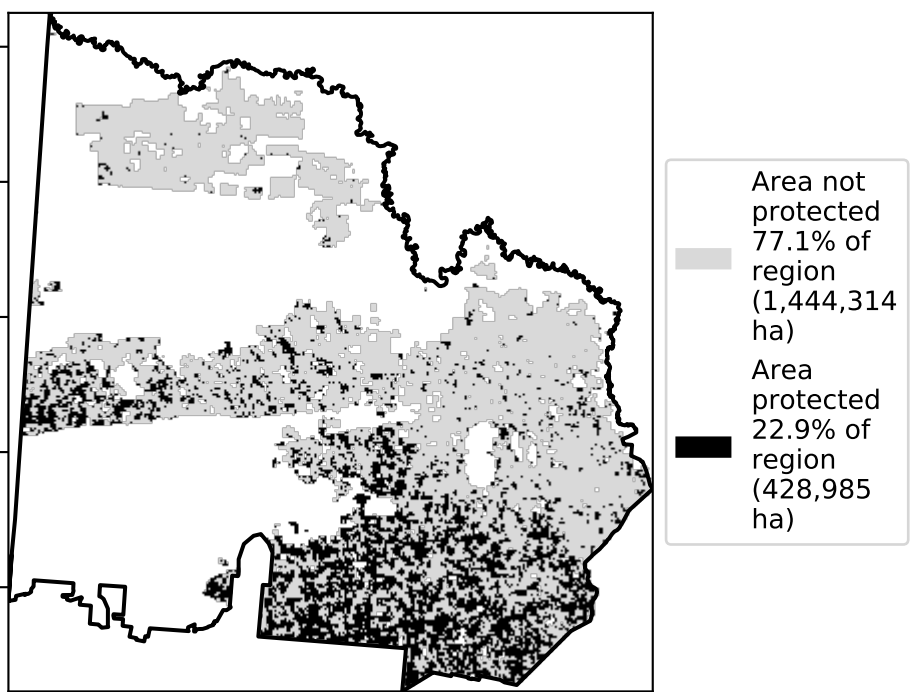 Area not
protected
77.1% of
region
(1,444,314
ha)
Area
protected
22.9% of
region
(428,985
ha)